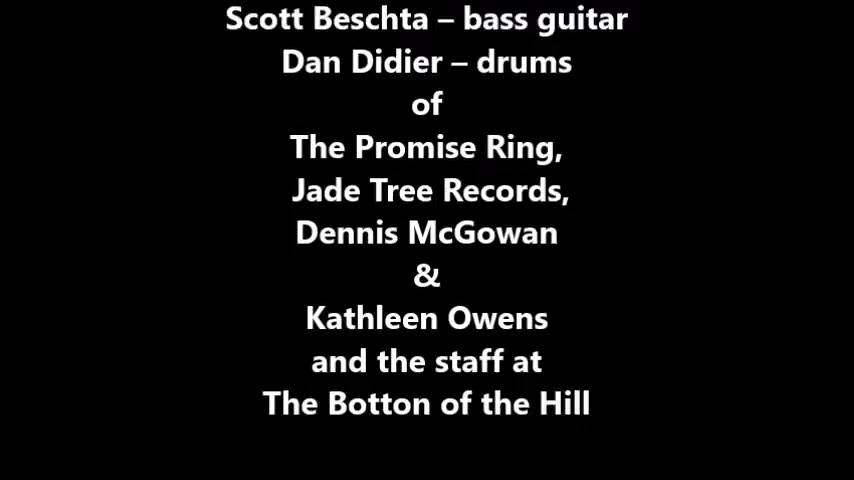 Scott Beschta – bass guitar
Dan Didier – drums
of
The Promise Ring,
Jade Tree Records,
Dennis McGowan
&
Kathleen Owens
and the staff at
The Botton of the Hill